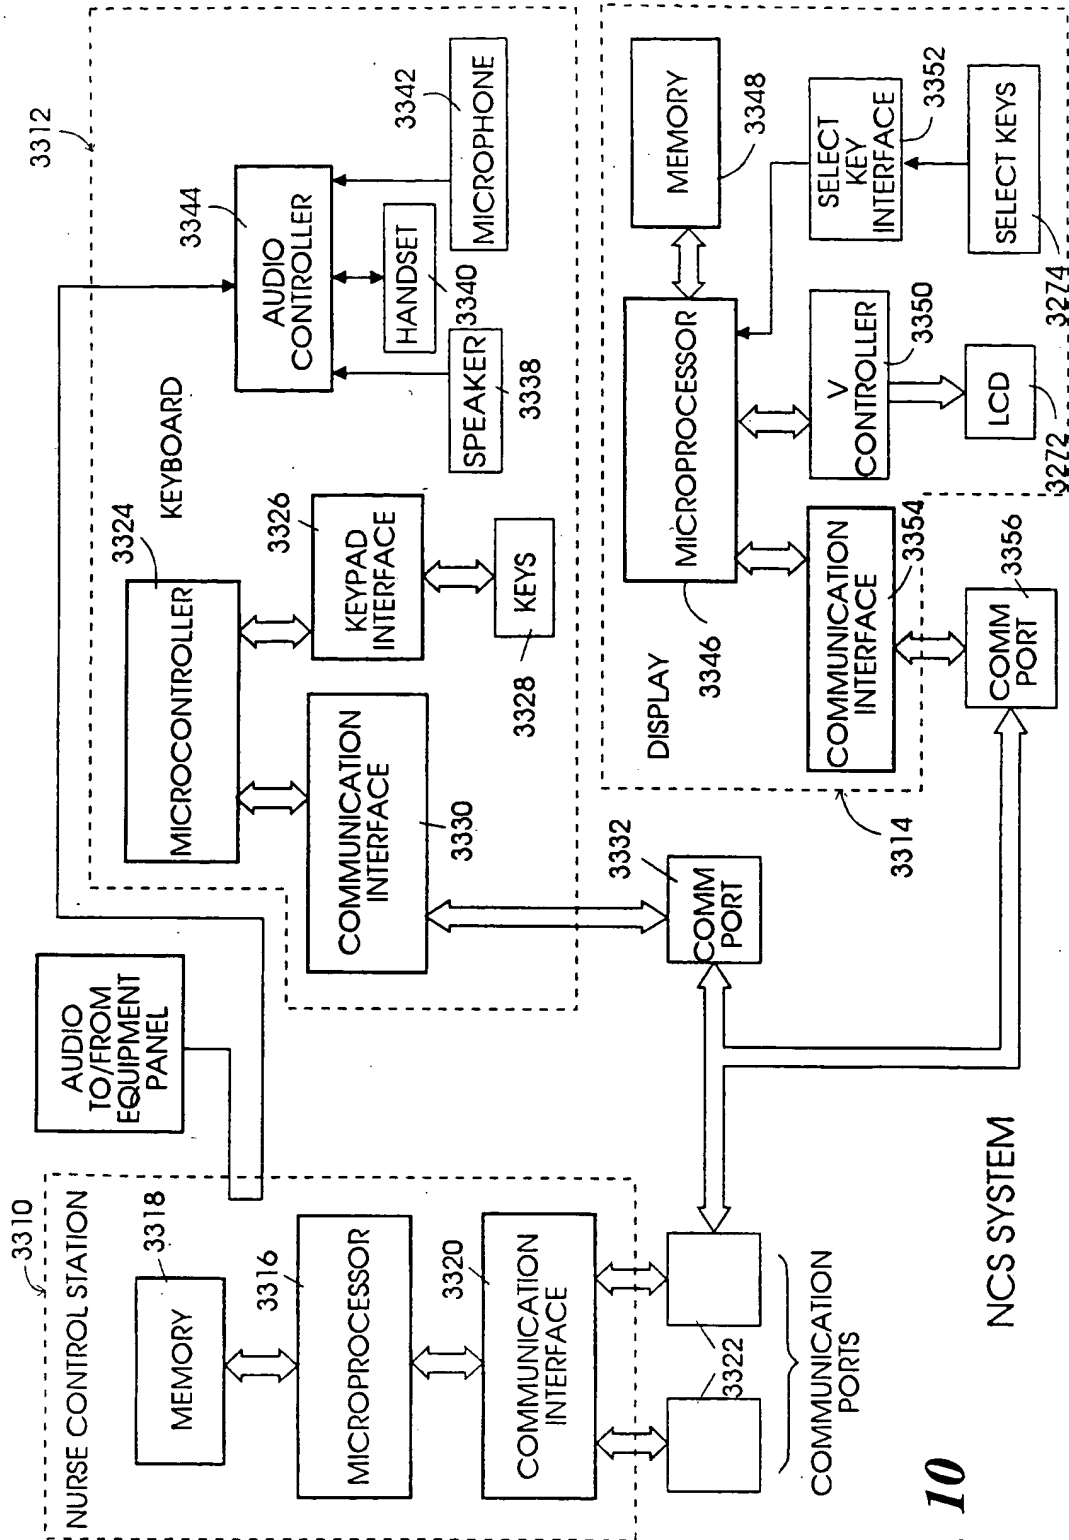 3310
NURSE CONTROL STATION
3318
MEMORY
3316
MICROPROCESSOR
3320
COMMUNICATION
INTERFACE
3322
COMMUNICATION
PORTS
AUDIO
TO/FROM
EQUIPMENT
PANEL
3312
KEYBOARD
3324
MICROCONTROLLER
3326
KEYPAD
INTERFACE
KEYS
3328
COMMUNICATION
INTERFACE
3330
3344
AUDIO
CONTROLLER
SPEAKER
3338
HANDSET
3340
MICROPHONE
3342
3332
COMM
PORT
DISPLAY
3314
3346
MICROPROCESSOR
MEMORY
3348
COMMUNICATION
INTERFACE
3354
V
CONTROLLER
3350
LCD
3272
SELECT
KEY
INTERFACE
3352
SELECT KEYS
3274
COMM
PORT
3356
NCS SYSTEM
10